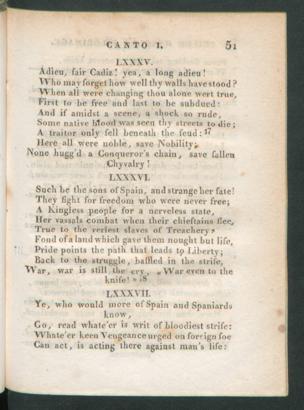 CANTO I. 51
LXXXV.
Adieu, fair Cadiz! yea, a long adieu!
Who may forget how well thy walls have stood?
When all were changing thou alone wert true,
First to be free and last to be subdued:
And if amidst a scene, a shock so rude,
Some native blood was seen thy streets to die;
A traitor only fell beneath the feud: 17
Here all were noble, save Nobility;
None hugg'd a Conqueror's chain, save fallen
Chyvalry!
LXXXVI.
Such be the sons of Spain, and strange her fate!
They fight for freedom who were never free;
A Kingless people for a nerveless state,
Her vassals combat when their chieftains flee,
True to the veriest slaves of Treachery,
Fond of a land which gave them nought but life,
Pride points the path that leads to Liberty;
Back to the struggle, baffled in the strife,
War, war is still the cry, „War even to the
knife!" 18
LXXXVII.
Ye, who would more of Spain and Spaniards
know,
Go, read whate'er is writ of bloodiest strife:
Whate'er keen Vengeance urged on foreign foe
Can act, is acting there against man's life: